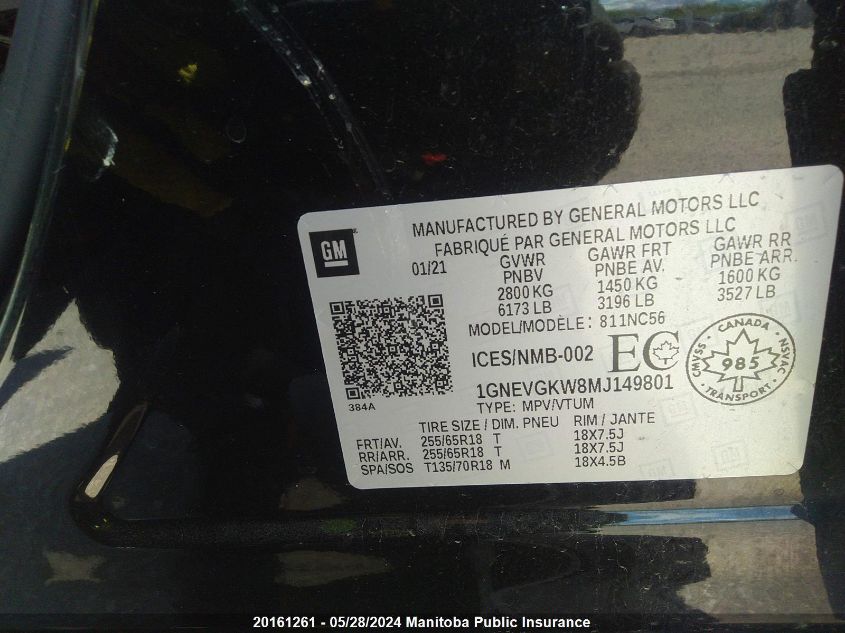 GM
MANUFACTURED BY GENERAL MOTORS LLC
FABRIQUÉ PAR GENERAL MOTORS LLC
01/21
GVWR GAWR FRT GAWR RR
PNBV PNBE AV. PNBE ARR.
2800 KG 1450 KG 1600 KG
6173 LB 3196 LB 3527 LB
MODEL/MODÈLE: 811NC56
ICES/NMB-002 EC
CANADA
CMVSS 985 NSVAC
TRANSPORT
1GNEVGKW8MJ149801
TYPE: MPV/VTUM
384A
TIRE SIZE / DIM. PNEU RIM / JANTE
FRT/AV. 255/65R18 T 18X7.5J
RR/ARR. 255/65R18 T 18X7.5J
SPA/SOS T135/70R18 M 18X4.5B
20161261 - 05/28/2024 Manitoba Public Insurance